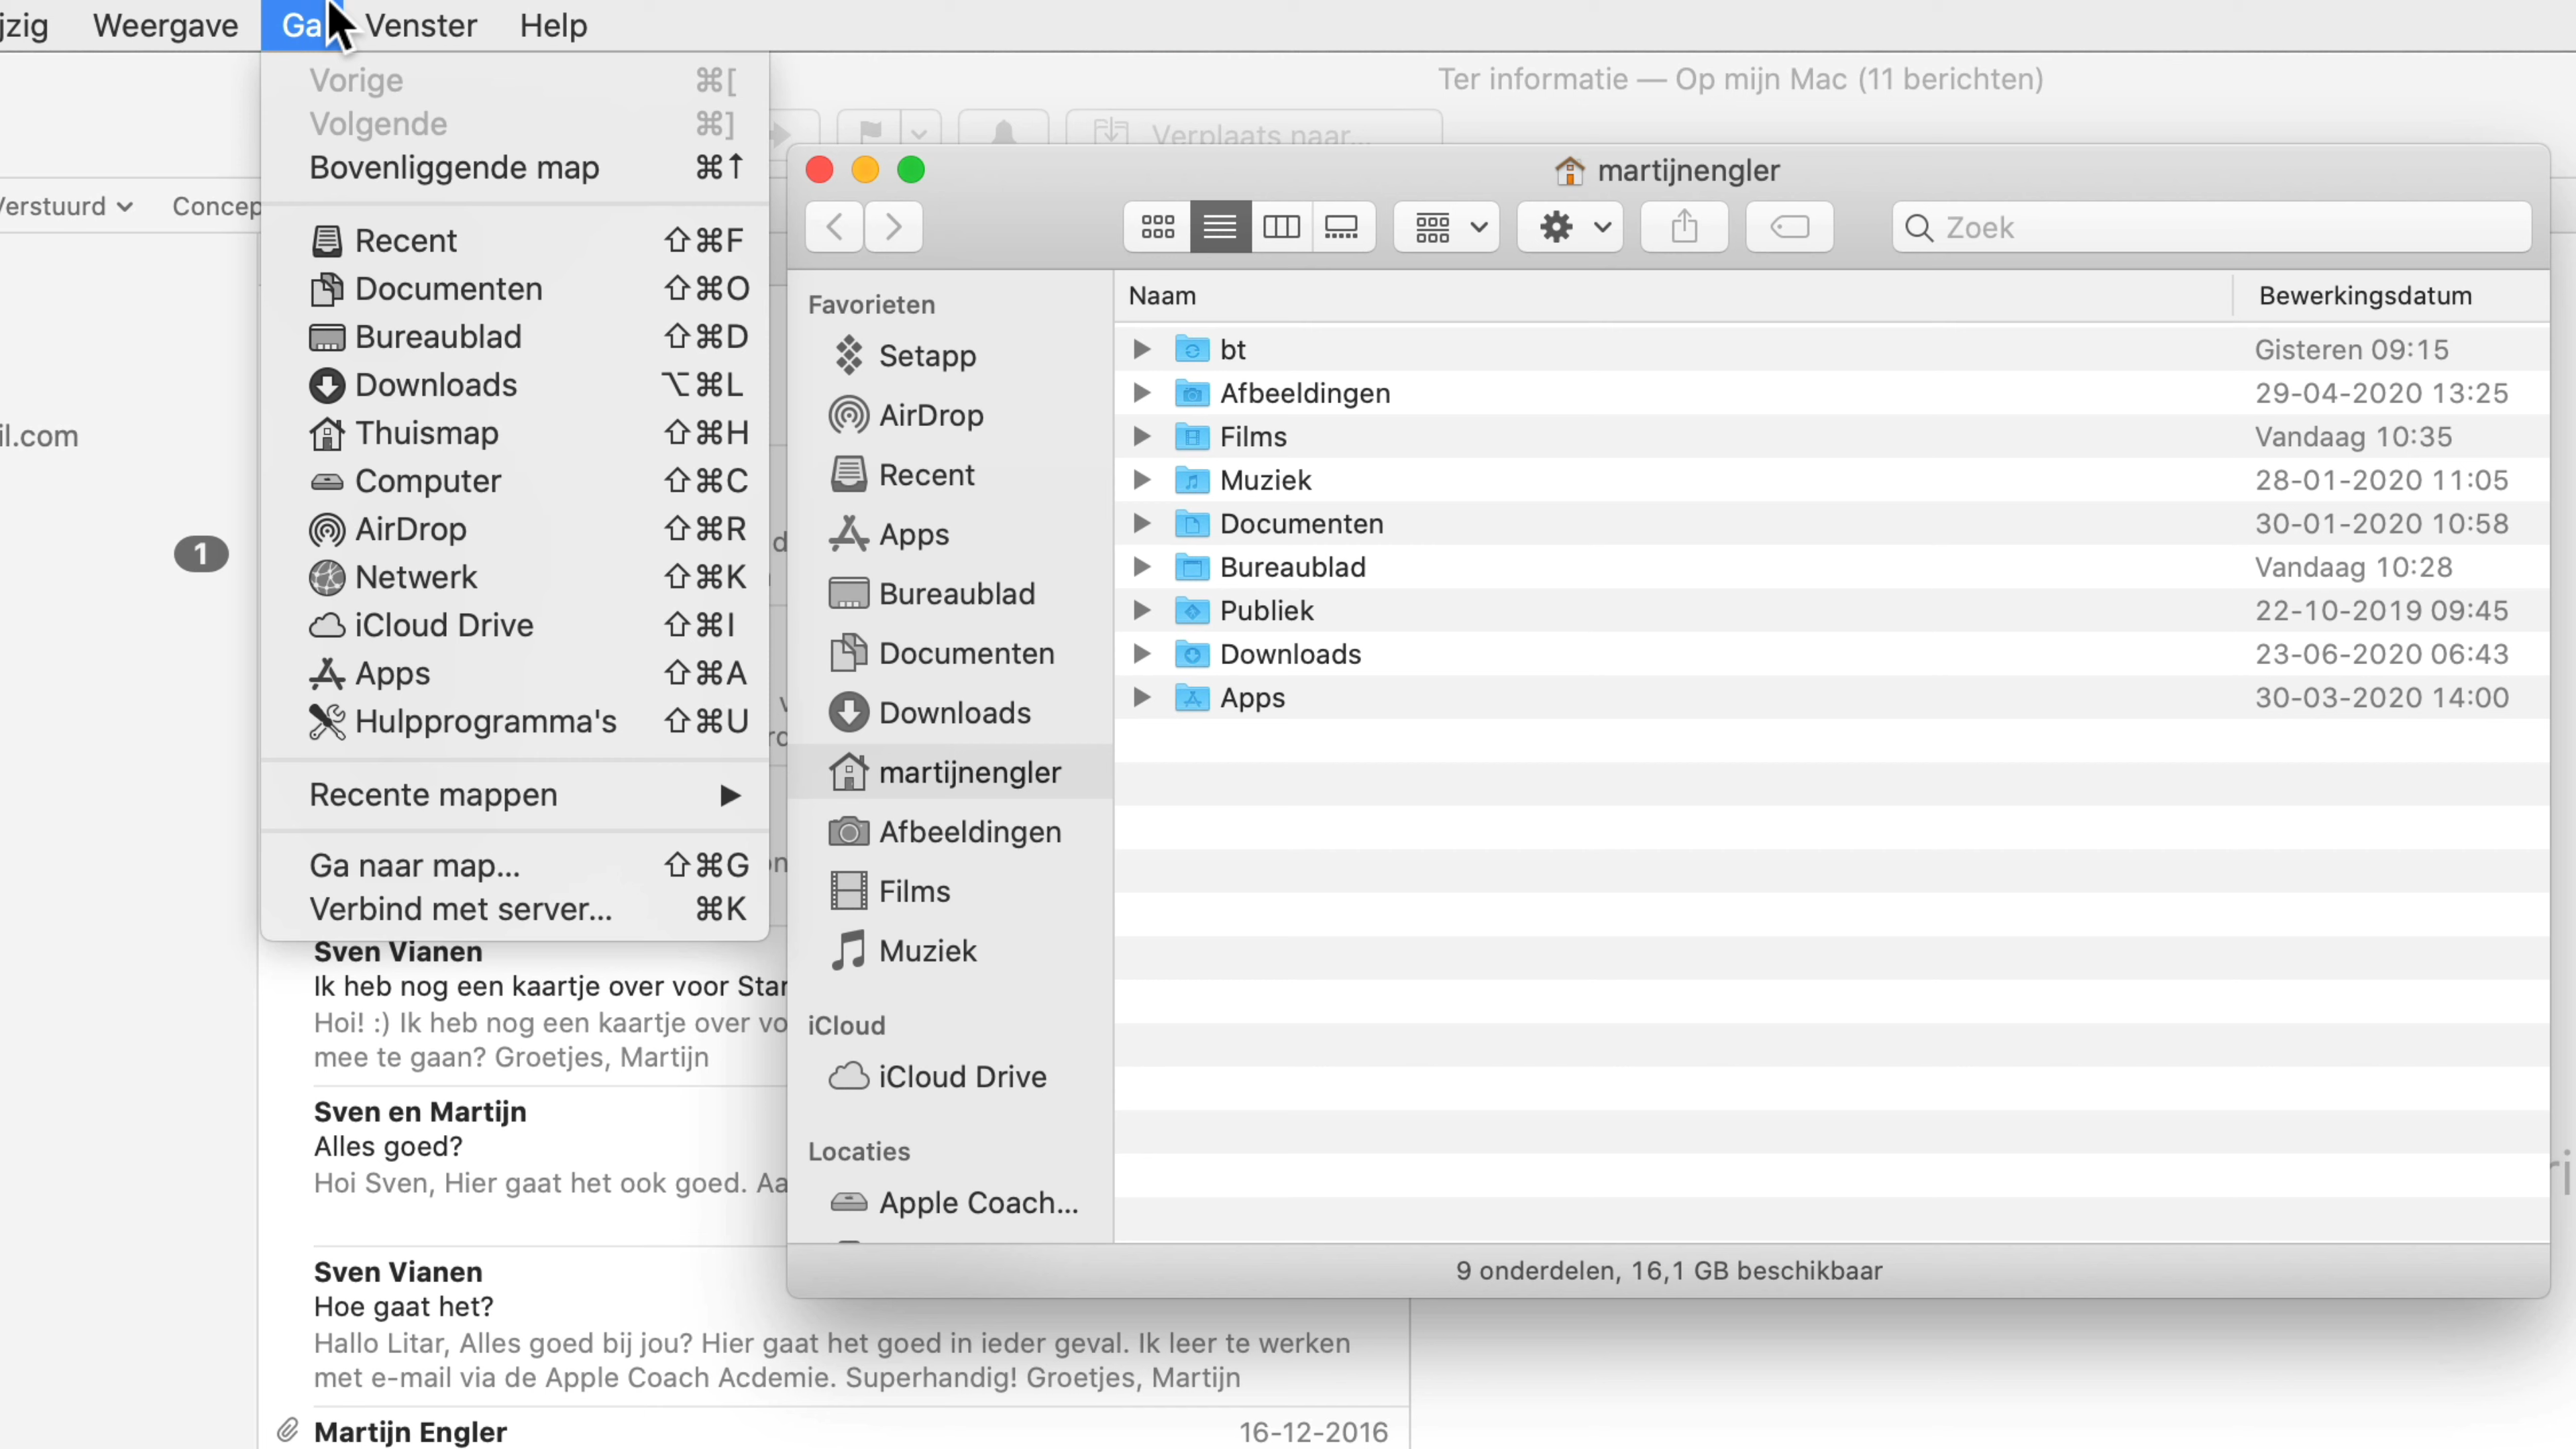 jzig Weergave Ga Venster Help
Vorige ⌘[
Volgende ⌘]
Bovenliggende map ⌘↑
Recent ⇧⌘F
Documenten ⇧⌘O
Bureaublad ⇧⌘D
Downloads ⌥⌘L
Thuismap ⇧⌘H
Computer ⇧⌘C
AirDrop ⇧⌘R
Netwerk ⇧⌘K
iCloud Drive ⇧⌘I
Apps ⇧⌘A
Hulpprogramma's ⇧⌘U
Recente mappen ▶
Ga naar map... ⇧⌘G
Verbind met server... ⌘K
Ter informatie — Op mijn Mac (11 berichten)
Verplaats naar...
Verstuurd Concep
il.com
1
martijnengler
Zoek
Favorieten
Setapp
AirDrop
Recent
Apps
Bureaublad
Documenten
Downloads
martijnengler
Afbeeldingen
Films
Muziek
iCloud
iCloud Drive
Locaties
Apple Coach...
Naam Bewerkingsdatum
bt Gisteren 09:15
Afbeeldingen 29-04-2020 13:25
Films Vandaag 10:35
Muziek 28-01-2020 11:05
Documenten 30-01-2020 10:58
Bureaublad Vandaag 10:28
Publiek 22-10-2019 09:45
Downloads 23-06-2020 06:43
Apps 30-03-2020 14:00
9 onderdelen, 16,1 GB beschikbaar
Sven Vianen
Ik heb nog een kaartje over voor Star
Hoi! :) Ik heb nog een kaartje over vo
mee te gaan? Groetjes, Martijn
Sven en Martijn
Alles goed?
Hoi Sven, Hier gaat het ook goed. Aa
Sven Vianen
Hoe gaat het?
Hallo Litar, Alles goed bij jou? Hier gaat het goed in ieder geval. Ik leer te werken
met e-mail via de Apple Coach Acdemie. Superhandig! Groetjes, Martijn
Martijn Engler 16-12-2016